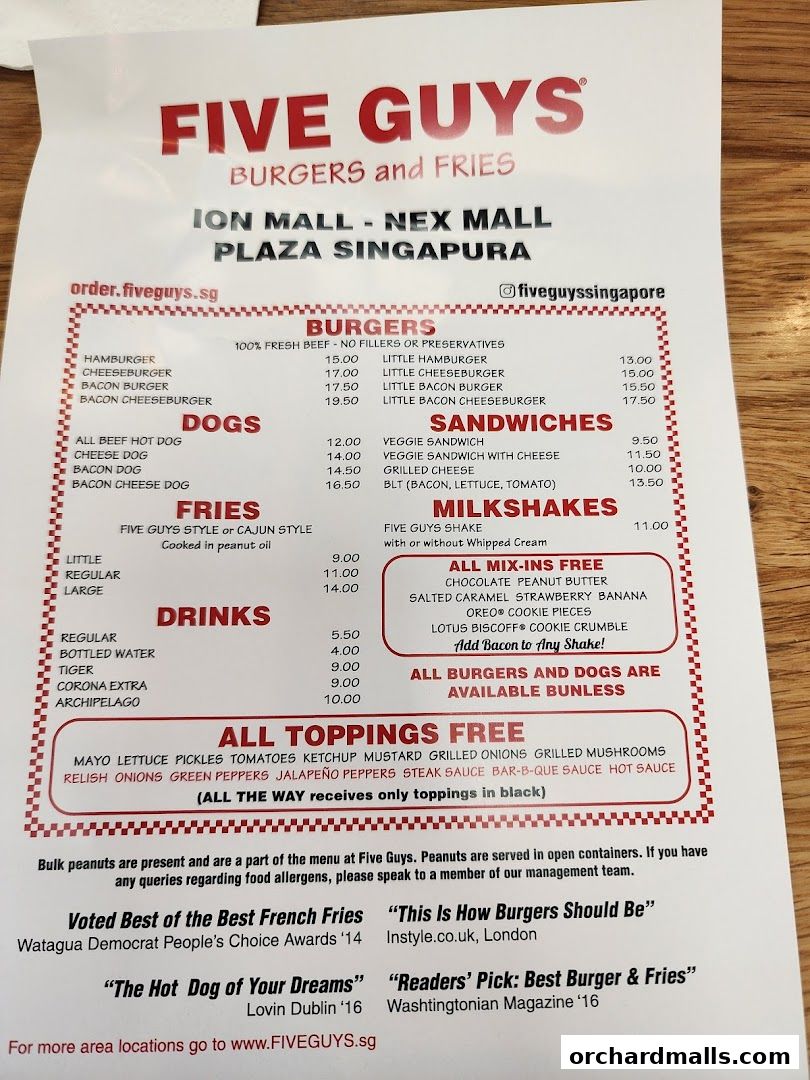 FIVE GUYS®
BURGERS and FRIES
ION MALL - NEX MALL
PLAZA SINGAPURA
order.fiveguys.sg
fiveguyssingapore
BURGERS
100% FRESH BEEF - NO FILLERS OR PRESERVATIVES
HAMBURGER 15.00
CHEESEBURGER 17.00
BACON BURGER 17.50
BACON CHEESEBURGER 19.50
LITTLE HAMBURGER 13.00
LITTLE CHEESEBURGER 15.00
LITTLE BACON BURGER 15.50
LITTLE BACON CHEESEBURGER 17.50
DOGS
ALL BEEF HOT DOG 12.00
CHEESE DOG 14.00
BACON DOG 14.50
BACON CHEESE DOG 16.50
SANDWICHES
VEGGIE SANDWICH 9.50
VEGGIE SANDWICH WITH CHEESE 11.50
GRILLED CHEESE 10.00
BLT (BACON, LETTUCE, TOMATO) 13.50
FRIES
FIVE GUYS STYLE or CAJUN STYLE
Cooked in peanut oil
LITTLE 9.00
REGULAR 11.00
LARGE 14.00
MILKSHAKES
FIVE GUYS SHAKE 11.00
with or without Whipped Cream
ALL MIX-INS FREE
CHOCOLATE PEANUT BUTTER
SALTED CARAMEL STRAWBERRY BANANA
OREO® COOKIE PIECES
LOTUS BISCOFF® COOKIE CRUMBLE
Add Bacon to Any Shake!
DRINKS
REGULAR 5.50
BOTTLED WATER 4.00
TIGER 9.00
CORONA EXTRA 9.00
ARCHIPELAGO 10.00
ALL BURGERS AND DOGS ARE
AVAILABLE BUNLESS
ALL TOPPINGS FREE
MAYO LETTUCE PICKLES TOMATOES KETCHUP MUSTARD GRILLED ONIONS GRILLED MUSHROOMS
RELISH ONIONS GREEN PEPPERS JALAPEÑO PEPPERS STEAK SAUCE BAR-B-QUE SAUCE HOT SAUCE
(ALL THE WAY receives only toppings in black)
Bulk peanuts are present and are a part of the menu at Five Guys. Peanuts are served in open containers. If you have
any queries regarding food allergens, please speak to a member of our management team.
Voted Best of the Best French Fries
Watagua Democrat People's Choice Awards '14
"This Is How Burgers Should Be"
Instyle.co.uk, London
"The Hot Dog of Your Dreams"
Lovin Dublin '16
"Readers' Pick: Best Burger & Fries"
Washtingtonian Magazine '16
For more area locations go to www.FIVEGUYS.sg
orchardmalls.com